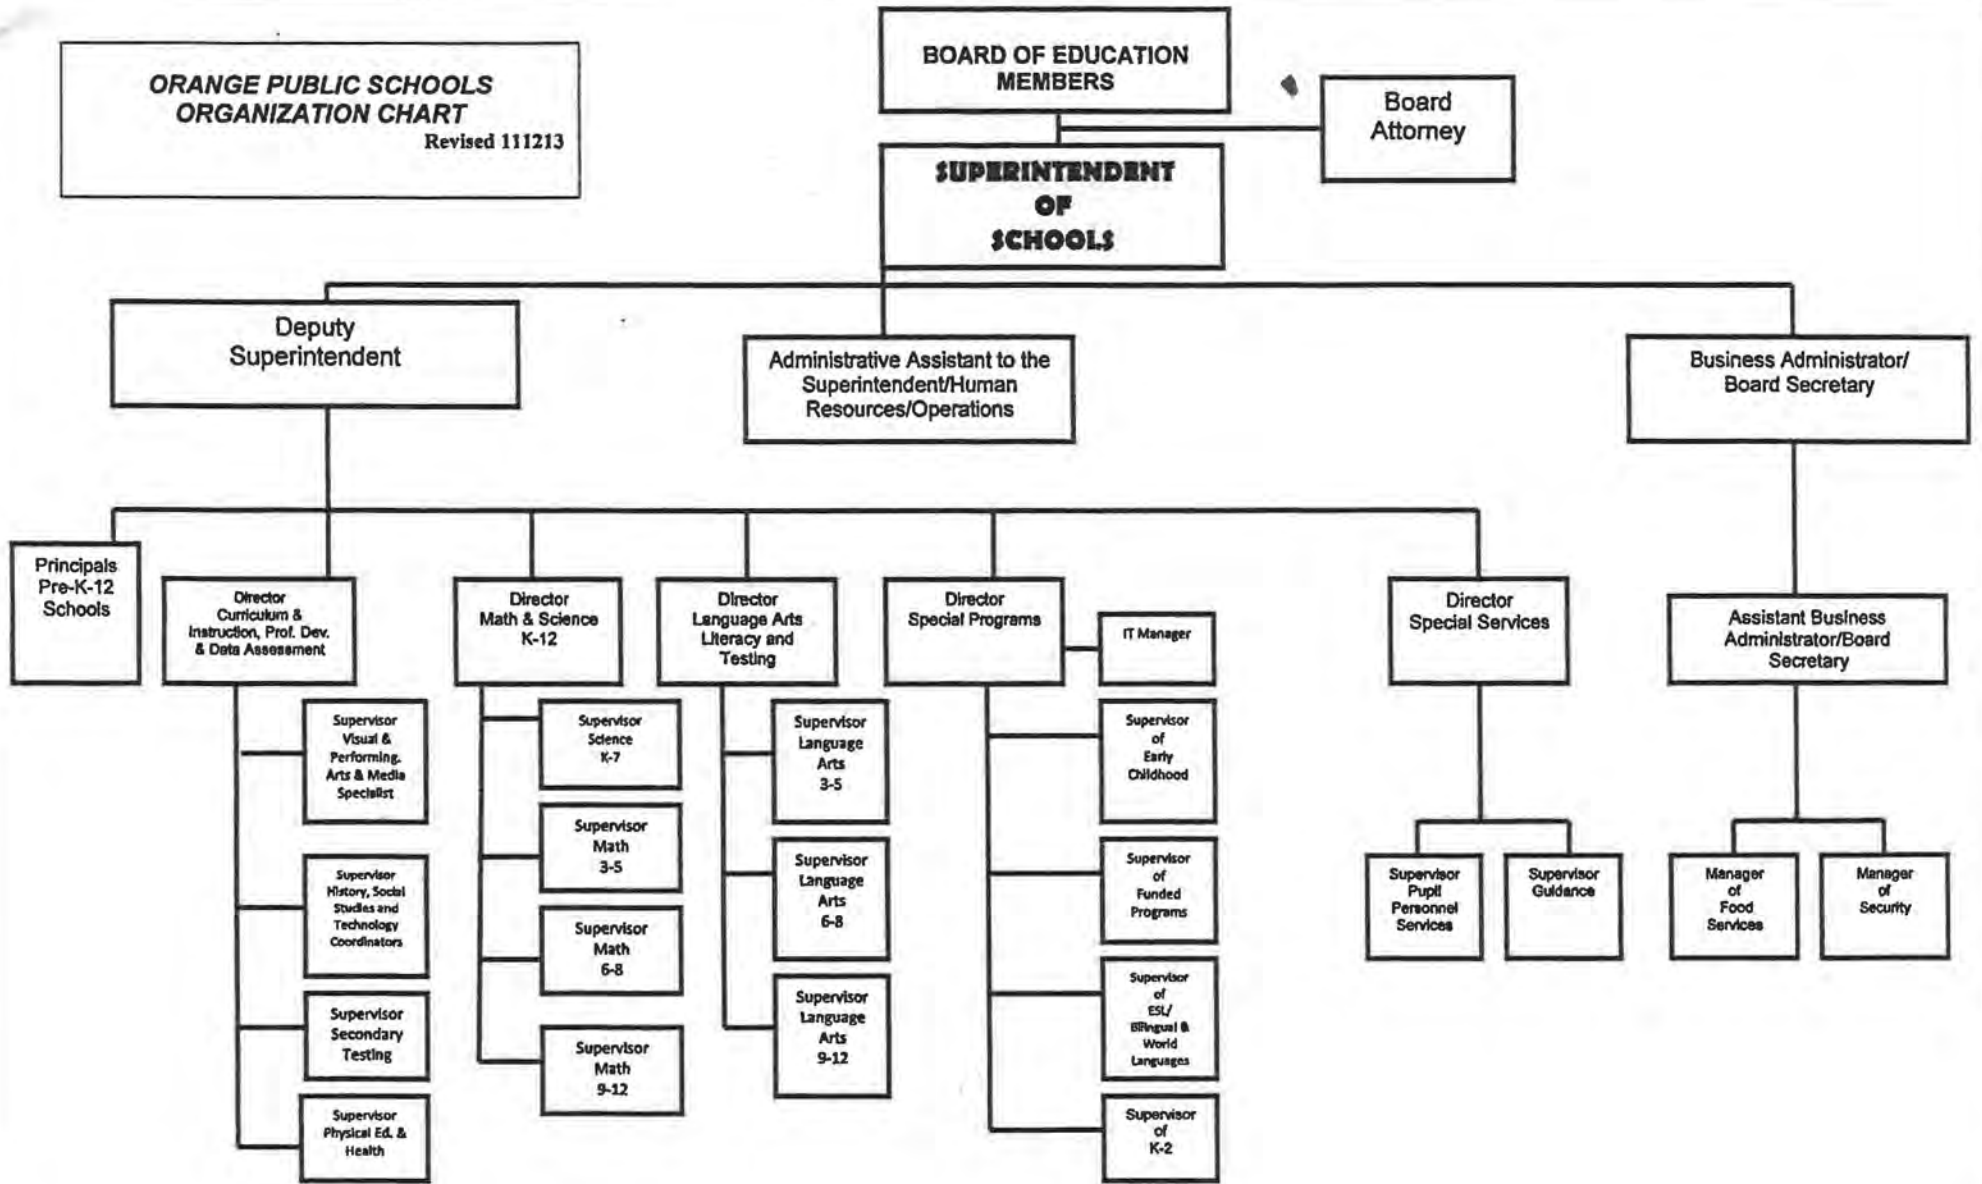 ORANGE PUBLIC SCHOOLS
ORGANIZATION CHART
Revised 111213
BOARD OF EDUCATION
MEMBERS
Board
Attorney
SUPERINTENDENT
OF
SCHOOLS
Deputy
Superintendent
Administrative Assistant to the
Superintendent/Human
Resources/Operations
Business Administrator/
Board Secretary
Principals
Pre-K-12
Schools
Director
Curriculum &
Instruction, Prof. Dev.
& Data Assessment
Director
Math & Science
K-12
Director
Language Arts
Literacy and
Testing
Director
Special Programs
IT Manager
Director
Special Services
Assistant Business
Administrator/Board
Secretary
Supervisor
Visual &
Performing.
Arts & Media
Specialist
Supervisor
History, Social
Studies and
Technology
Coordinators
Supervisor
Secondary
Testing
Supervisor
Physical Ed. &
Health
Supervisor
Science
K-7
Supervisor
Math
3-5
Supervisor
Math
6-8
Supervisor
Math
9-12
Supervisor
Language
Arts
3-5
Supervisor
Language
Arts
6-8
Supervisor
Language
Arts
9-12
Supervisor
of
Early
Childhood
Supervisor
of
Funded
Programs
Supervisor
of
ESL/
Bilingual &
World
Languages
Supervisor
of
K-2
Supervisor
Pupil
Personnel
Services
Supervisor
Guidance
Manager
of
Food
Services
Manager
of
Security